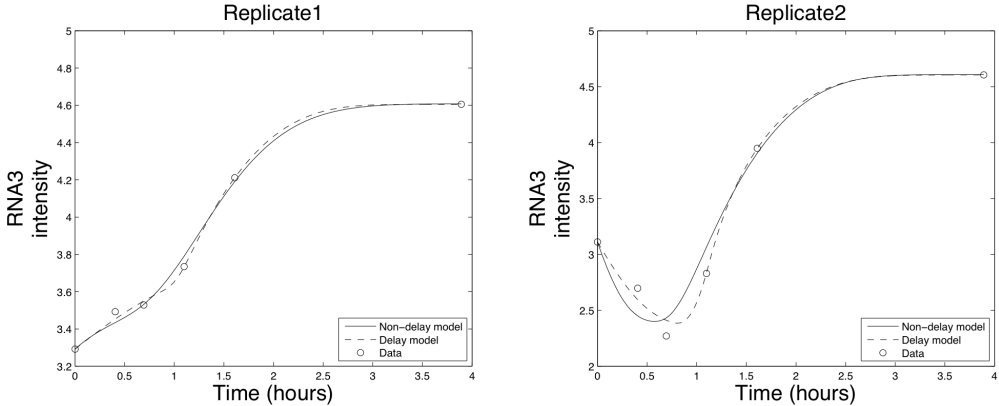 Replicate1
5
4.8
4.6
4.4
4.2
4
3.8
3.6
3.4
3.2
RNA3
intensity
Non-delay model
Delay model
Data
0 0.5 1 1.5 2 2.5 3 3.5 4
Time (hours)
Replicate2
5
4.5
4
3.5
3
2.5
2
RNA3
intensity
Non-delay model
Delay model
Data
0 0.5 1 1.5 2 2.5 3 3.5 4
Time (hours)